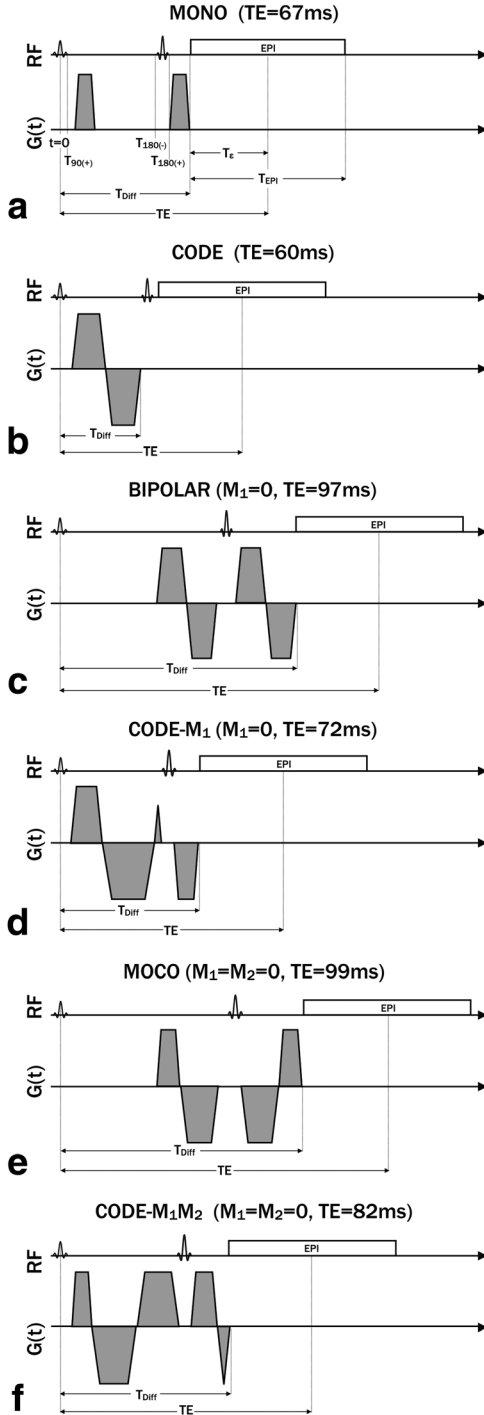 MONO (TE=67ms)
RF
EPI
G(t)
t=0
T90(+)
T180(-)
T180(+)
Tε
TEPI
TDiff
TE
a
CODE (TE=60ms)
RF
EPI
G(t)
TDiff
TE
b
BIPOLAR (M1=0, TE=97ms)
RF
EPI
G(t)
TDiff
TE
c
CODE-M1 (M1=0, TE=72ms)
RF
EPI
G(t)
TDiff
TE
d
MOCO (M1=M2=0, TE=99ms)
RF
EPI
G(t)
TDiff
TE
e
CODE-M1M2 (M1=M2=0, TE=82ms)
RF
EPI
G(t)
TDiff
TE
f